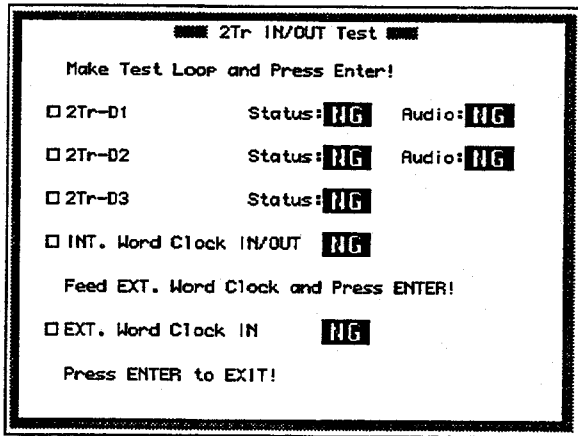 2Tr IN/OUT Test
Make Test Loop and Press Enter!
2Tr-D1 Status: NG Audio: NG
2Tr-D2 Status: NG Audio: NG
2Tr-D3 Status: NG
INT. Word Clock IN/OUT NG
Feed EXT. Word Clock and Press ENTER!
EXT. Word Clock IN NG
Press ENTER to EXIT!